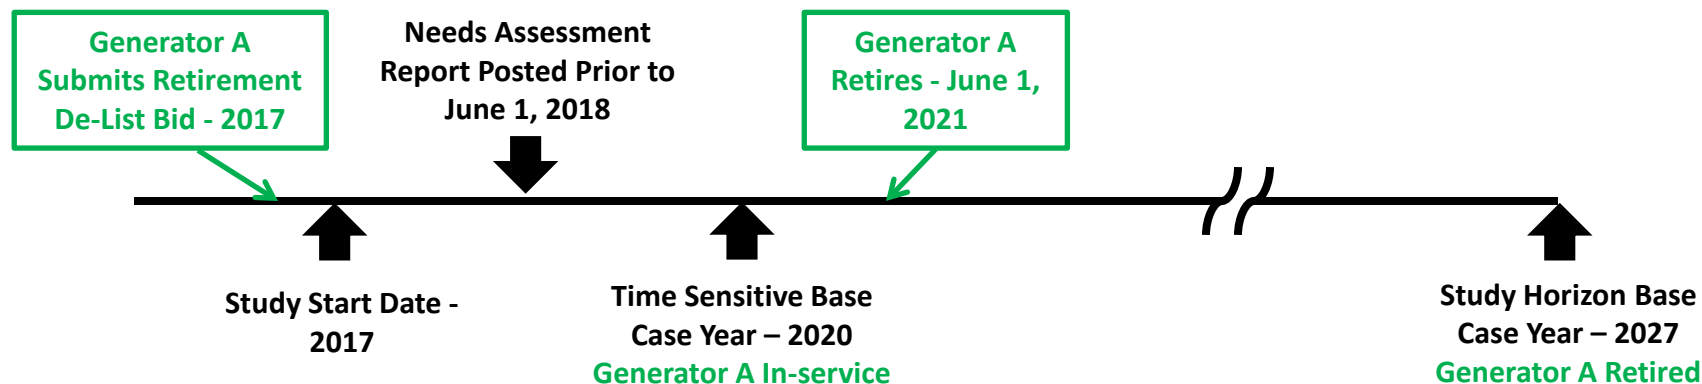 Generator A
Submits Retirement
De-List Bid - 2017
Needs Assessment
Report Posted Prior to
June 1, 2018
Generator A
Retires - June 1,
2021
Study Start Date -
2017
Time Sensitive Base
Case Year – 2020
Generator A In-service
Study Horizon Base
Case Year – 2027
Generator A Retired